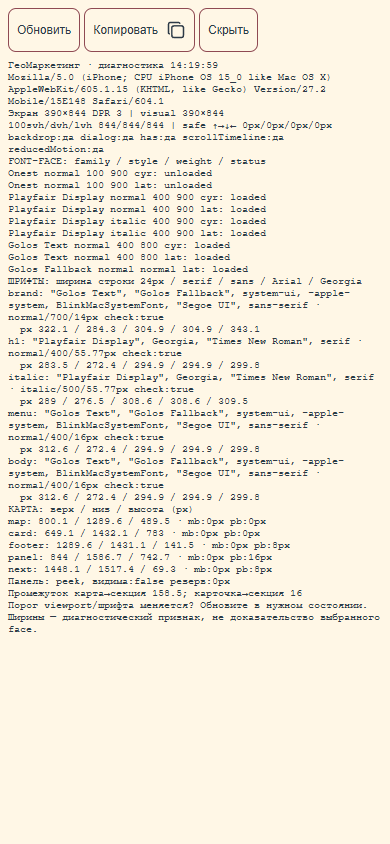 Обновить
Копировать
Скрыть
ГеоМаркетинг · диагностика 14:19:59
Mozilla/5.0 (iPhone; CPU iPhone OS 15_0 like Mac OS X)
AppleWebKit/605.1.15 (KHTML, like Gecko) Version/27.2
Mobile/15E148 Safari/604.1
Экран 390×844 DPR 3 | visual 390×844
100svh/dvh/lvh 844/844/844 | safe ↑→↓← 0px/0px/0px/0px
backdrop:да dialog:да has:да scrollTimeline:да
reducedMotion:да
FONT-FACE: family / style / weight / status
Onest normal 100 900 cyr: unloaded
Onest normal 100 900 lat: unloaded
Playfair Display normal 400 900 cyr: loaded
Playfair Display normal 400 900 lat: loaded
Playfair Display italic 400 900 cyr: loaded
Playfair Display italic 400 900 lat: loaded
Golos Text normal 400 800 cyr: loaded
Golos Text normal 400 800 lat: loaded
Golos Fallback normal normal lat: loaded
ШРИФТЫ: ширина строки 24px / serif / sans / Arial / Georgia
brand: "Golos Text", "Golos Fallback", system-ui, -apple-
system, BlinkMacSystemFont, "Segoe UI", sans-serif ·
normal/700/14px check:true
px 322.1 / 284.3 / 304.9 / 304.9 / 343.1
h1: "Playfair Display", Georgia, "Times New Roman", serif ·
normal/400/55.77px check:true
px 283.5 / 272.4 / 294.9 / 294.9 / 299.8
italic: "Playfair Display", Georgia, "Times New Roman", serif
· italic/500/55.77px check:true
px 289 / 276.5 / 308.6 / 308.6 / 309.5
menu: "Golos Text", "Golos Fallback", system-ui, -apple-
system, BlinkMacSystemFont, "Segoe UI", sans-serif ·
normal/400/16px check:true
px 312.6 / 272.4 / 294.9 / 294.9 / 299.8
body: "Golos Text", "Golos Fallback", system-ui, -apple-
system, BlinkMacSystemFont, "Segoe UI", sans-serif ·
normal/400/16px check:true
px 312.6 / 272.4 / 294.9 / 294.9 / 299.8
КАРТА: верх / низ / высота (px)
map: 800.1 / 1289.6 / 489.5 · mb:0px pb:0px
card: 649.1 / 1432.1 / 783 · mb:0px pb:0px
footer: 1289.6 / 1431.1 / 141.5 · mb:0px pb:8px
panel: 844 / 1586.7 / 742.7 · mb:0px pb:16px
next: 1448.1 / 1517.4 / 69.3 · mb:0px pb:8px
Панель: peek, видима:false резерв:0px
Промежуток карта→секция 158.5; карточка→секция 16
Порог viewport/шрифта меняется? Обновите в нужном состоянии.
Ширины — диагностический признак, не доказательство выбранного
face.